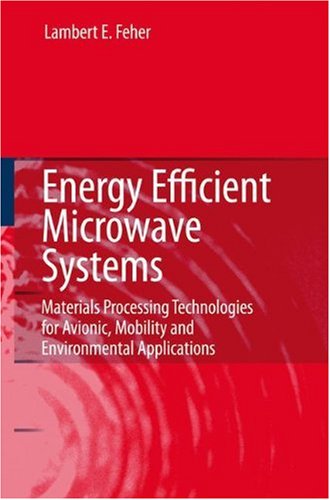 Lambert E. Feher
Energy Efficient
Microwave
Systems
Materials Processing Technologies
for Avionic, Mobility and
Environmental Applications